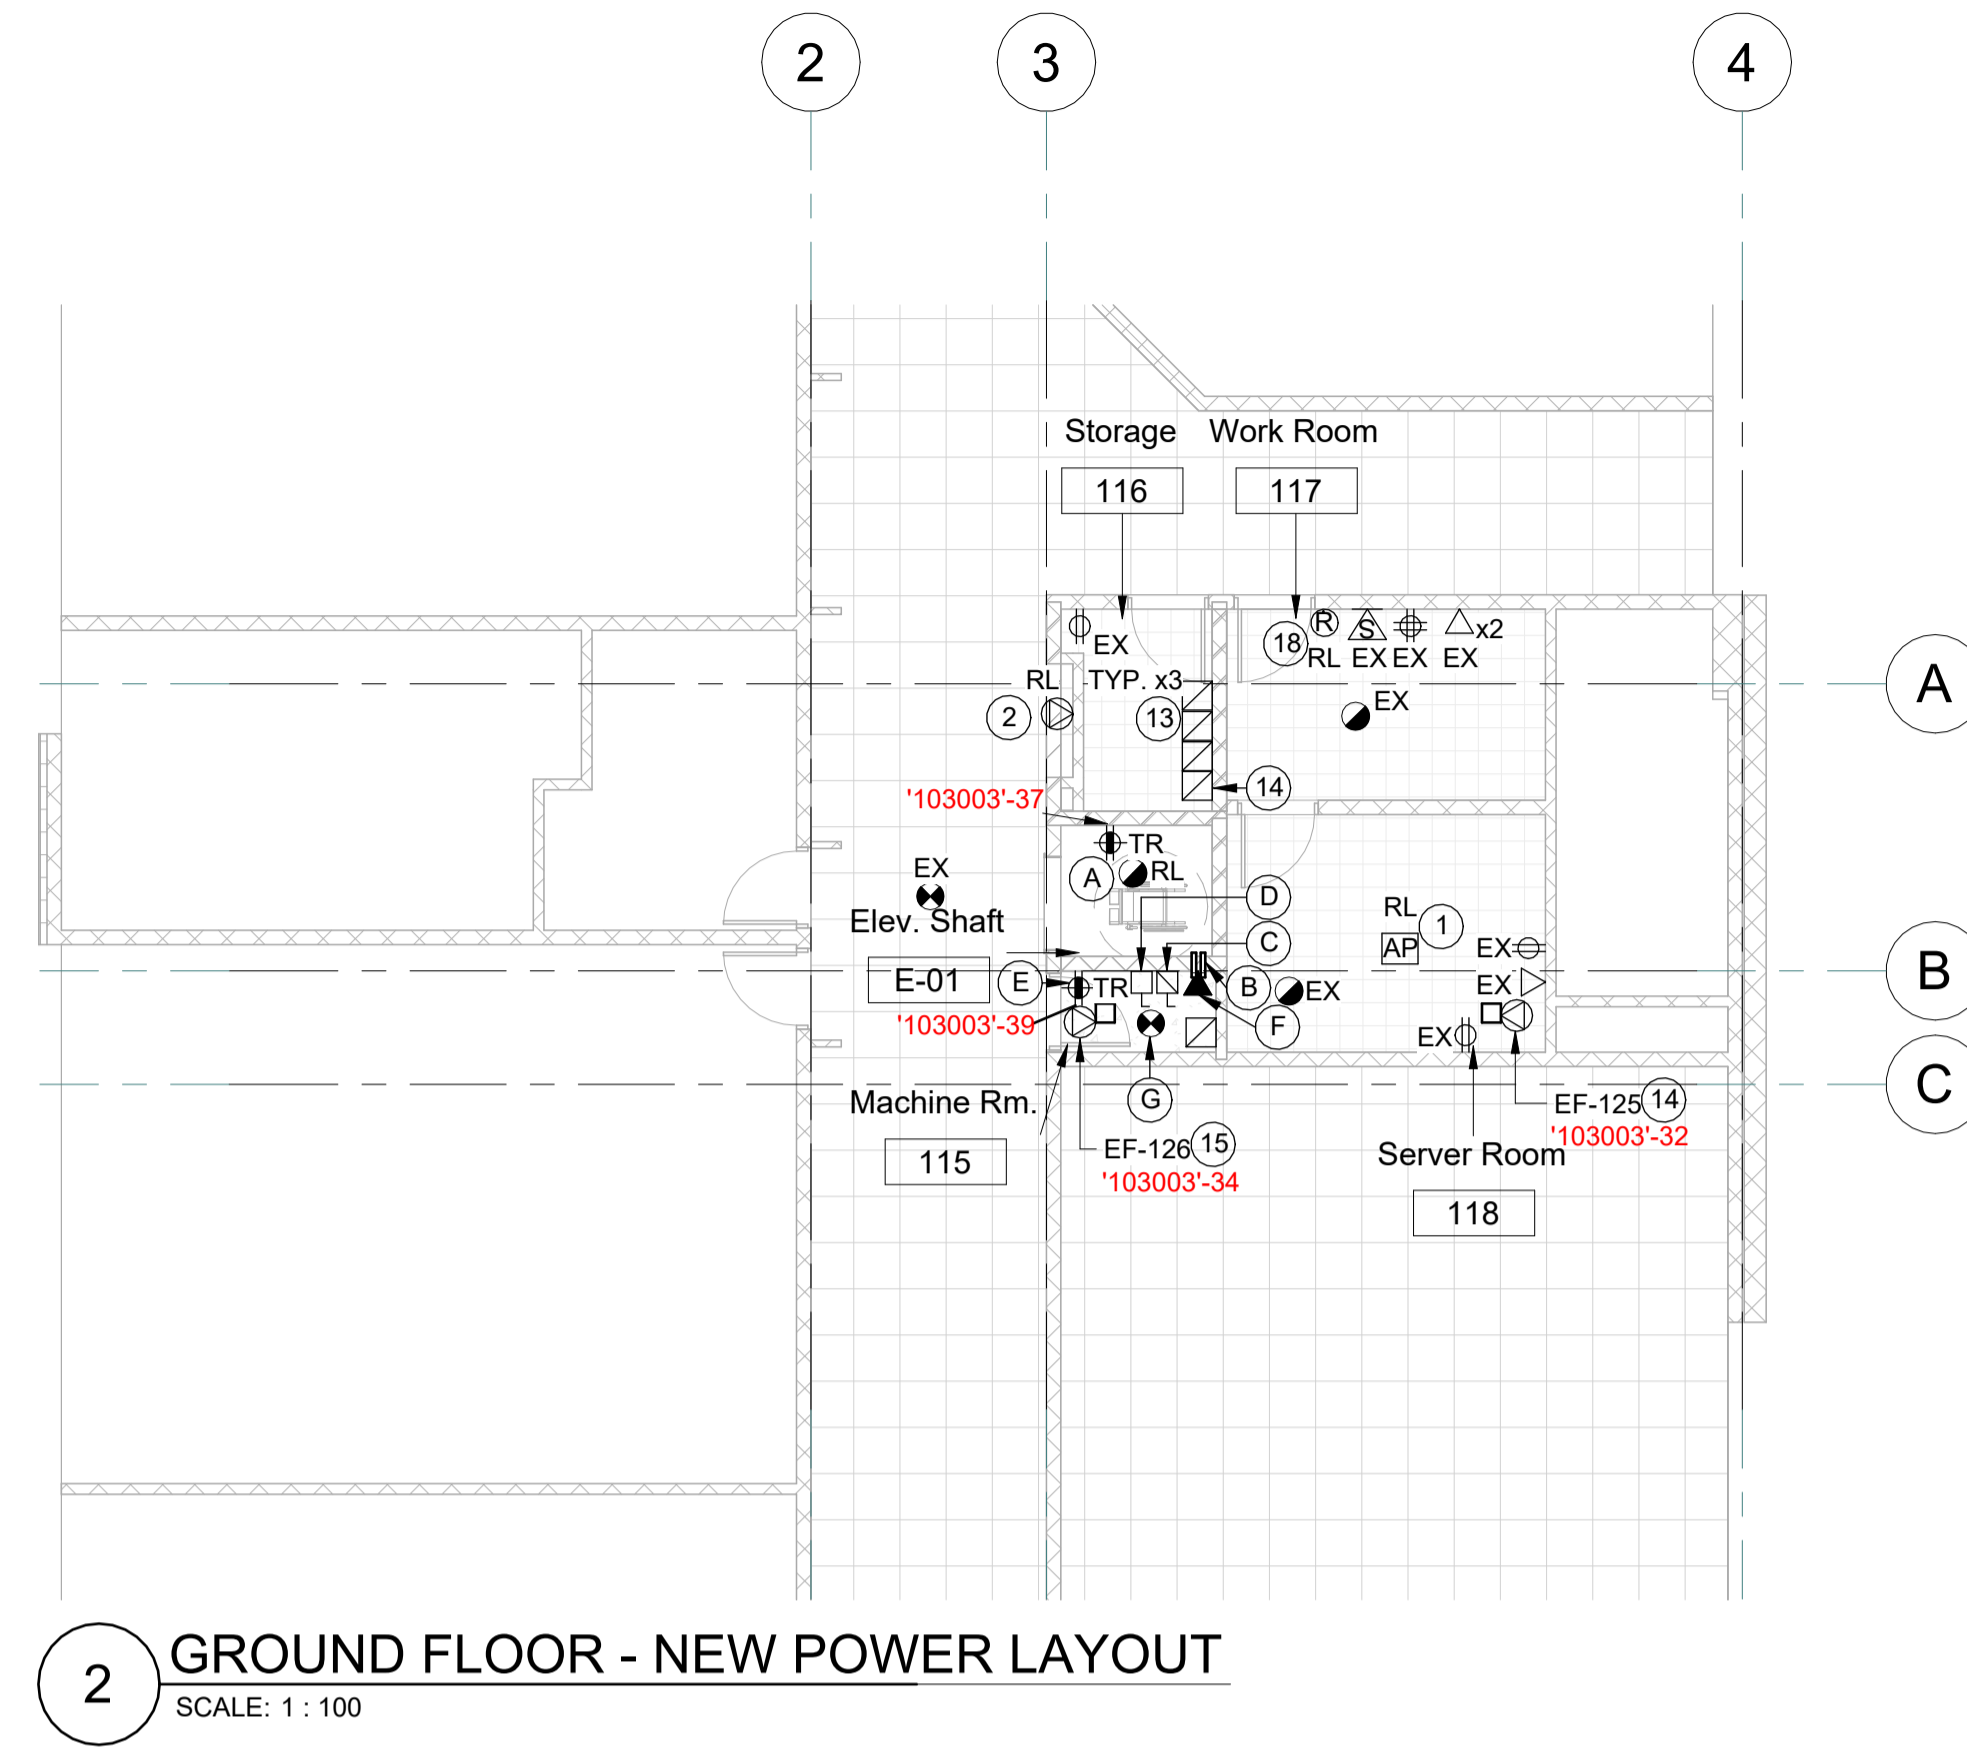 2
3
4
Storage
Work Room
116
117
R
S
x2
EX
18
RL
EX
EX
EX
RL
TYP. x3
A
2
13
EX
'103003'-37
14
TR
EX
A
RL
D
RL
1
Elev. Shaft
C
AP
EX
E-01
E
TR
B
EX
EX
B
'103003'-39
F
EX
Machine Rm.
G
EF-125
14
C
'103003'-32
115
EF-126
15
Server Room
'103003'-34
118
2
GROUND FLOOR - NEW POWER LAYOUT
SCALE: 1 : 100